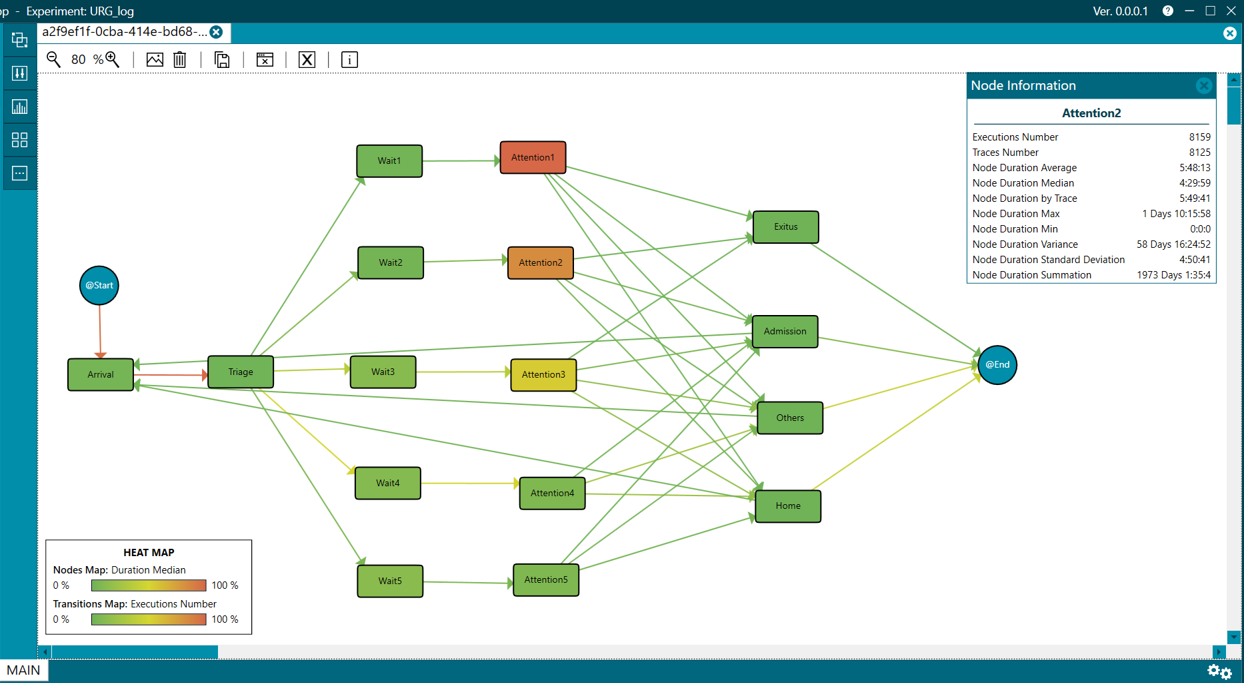 op - Experiment: URG_log
Ver. 0.0.0.1
a2f9ef1f-0cba-414e-bd68-...
80 %
X
i
Node Information
Attention2
Executions Number 8159
Traces Number 8125
Node Duration Average 5:48:13
Node Duration Median 4:29:59
Node Duration by Trace 5:49:41
Node Duration Max 1 Days 10:15:58
Node Duration Min 0:0:0
Node Duration Variance 58 Days 16:24:52
Node Duration Standard Deviation 4:50:41
Node Duration Summation 1973 Days 1:35:4
Wait1
Attention1
Exitus
Wait2
Attention2
@Start
Admission
Arrival
Triage
Wait3
Attention3
@End
Others
Wait4
Attention4
Home
Wait5
Attention5
HEAT MAP
Nodes Map: Duration Median
0 % 100 %
Transitions Map: Executions Number
0 % 100 %
MAIN